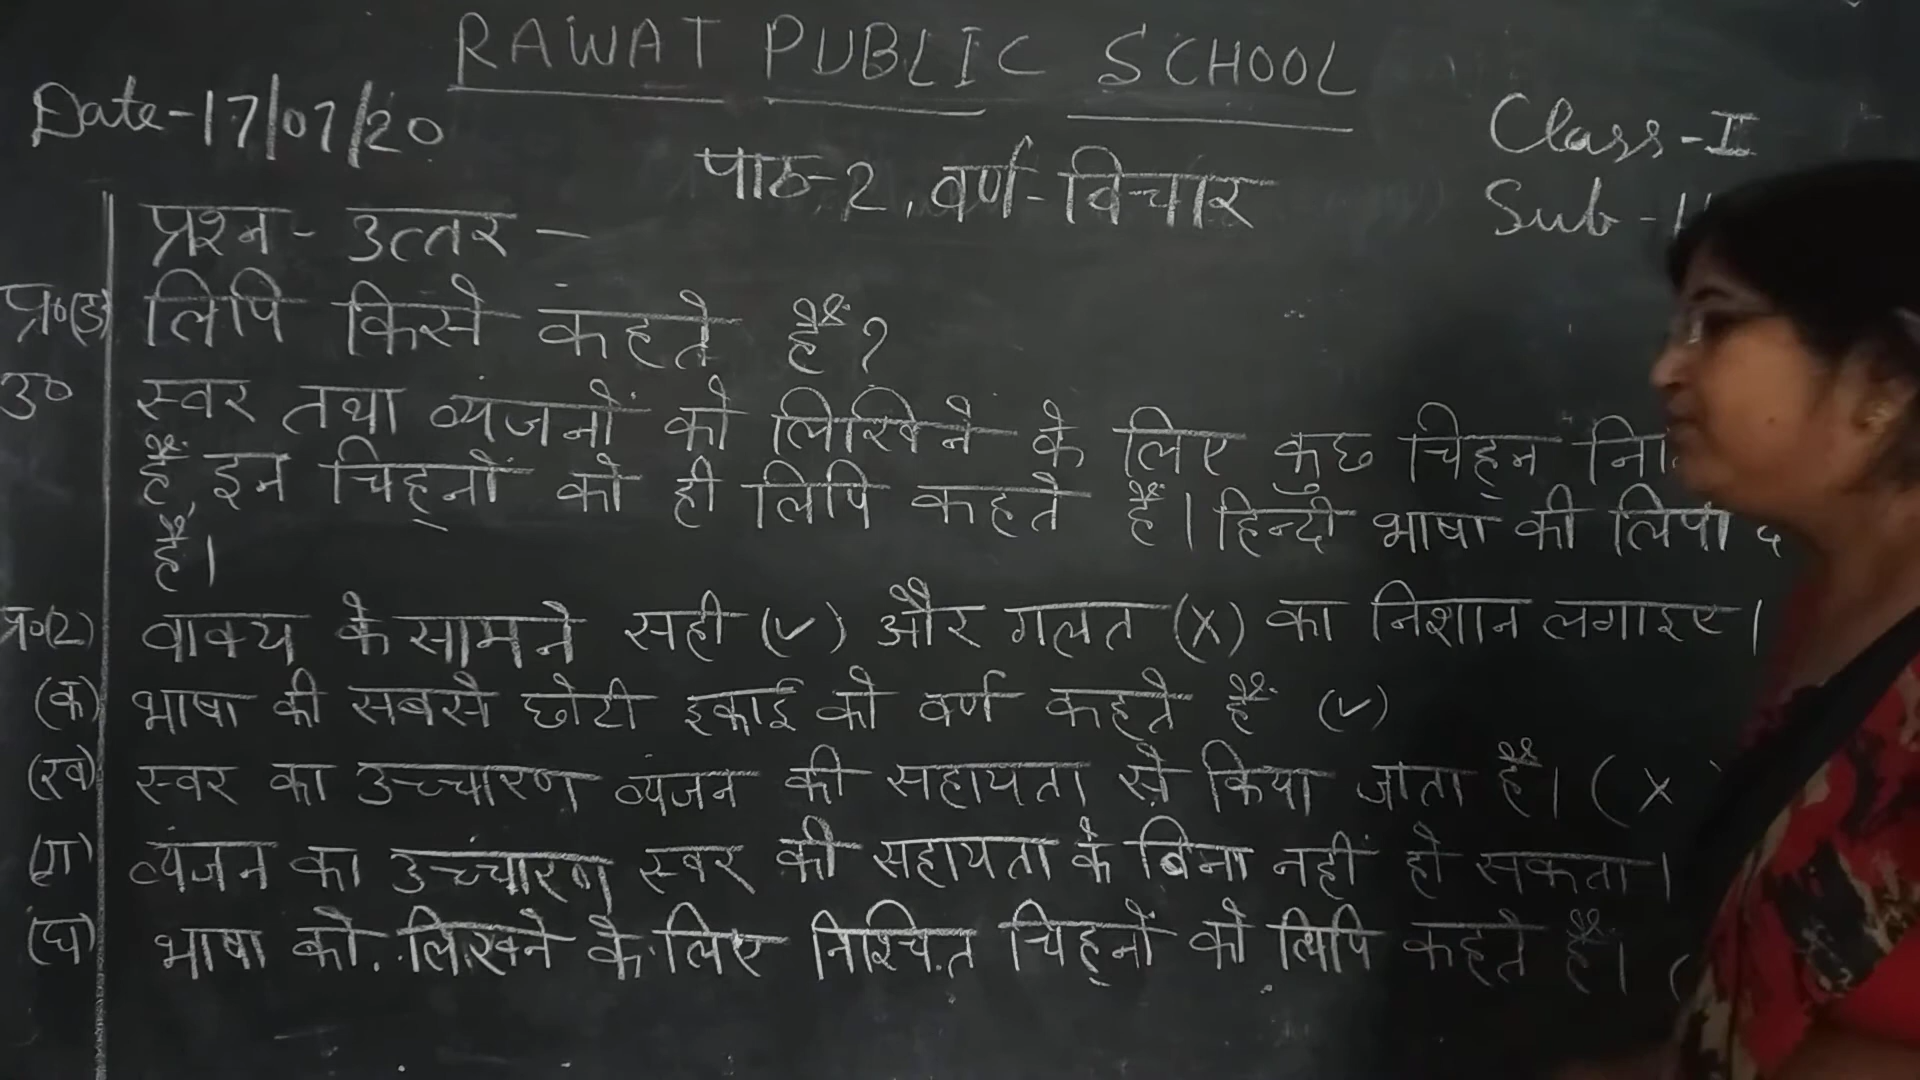 RAWAT PUBLIC SCHOOL
Date-17/07/20
Class-I
पाठ-2, वर्ण-विचार
Sub-
प्रश्न- उत्तर -
प्र०(ङ) लिपि किसे कहते हैं?
उ० स्वर तथा व्यंजनों को लिखिने के लिए कुछ चिह्न
हैं, इन चिह्नों को ही लिपि कहते हैं। हिन्दी भाषा की लिपी
हैं।
प्र०(2) वाक्य के सामने सही (✓) और गलत (X) का निशान लगाइए।
(क) भाषा की सबसे छोटी इकाई को वर्ण कहते हैं (✓)
(ख) स्वर का उच्चारण व्यंजन की सहायता से किया जाता है। (X
(ग) व्यंजन का उच्चारण स्वर की सहायता के बिना नहीं हो सकता।
(घ) भाषा को लिखने के लिए निश्चित चिह्नों को लिपि कहते हैं। (